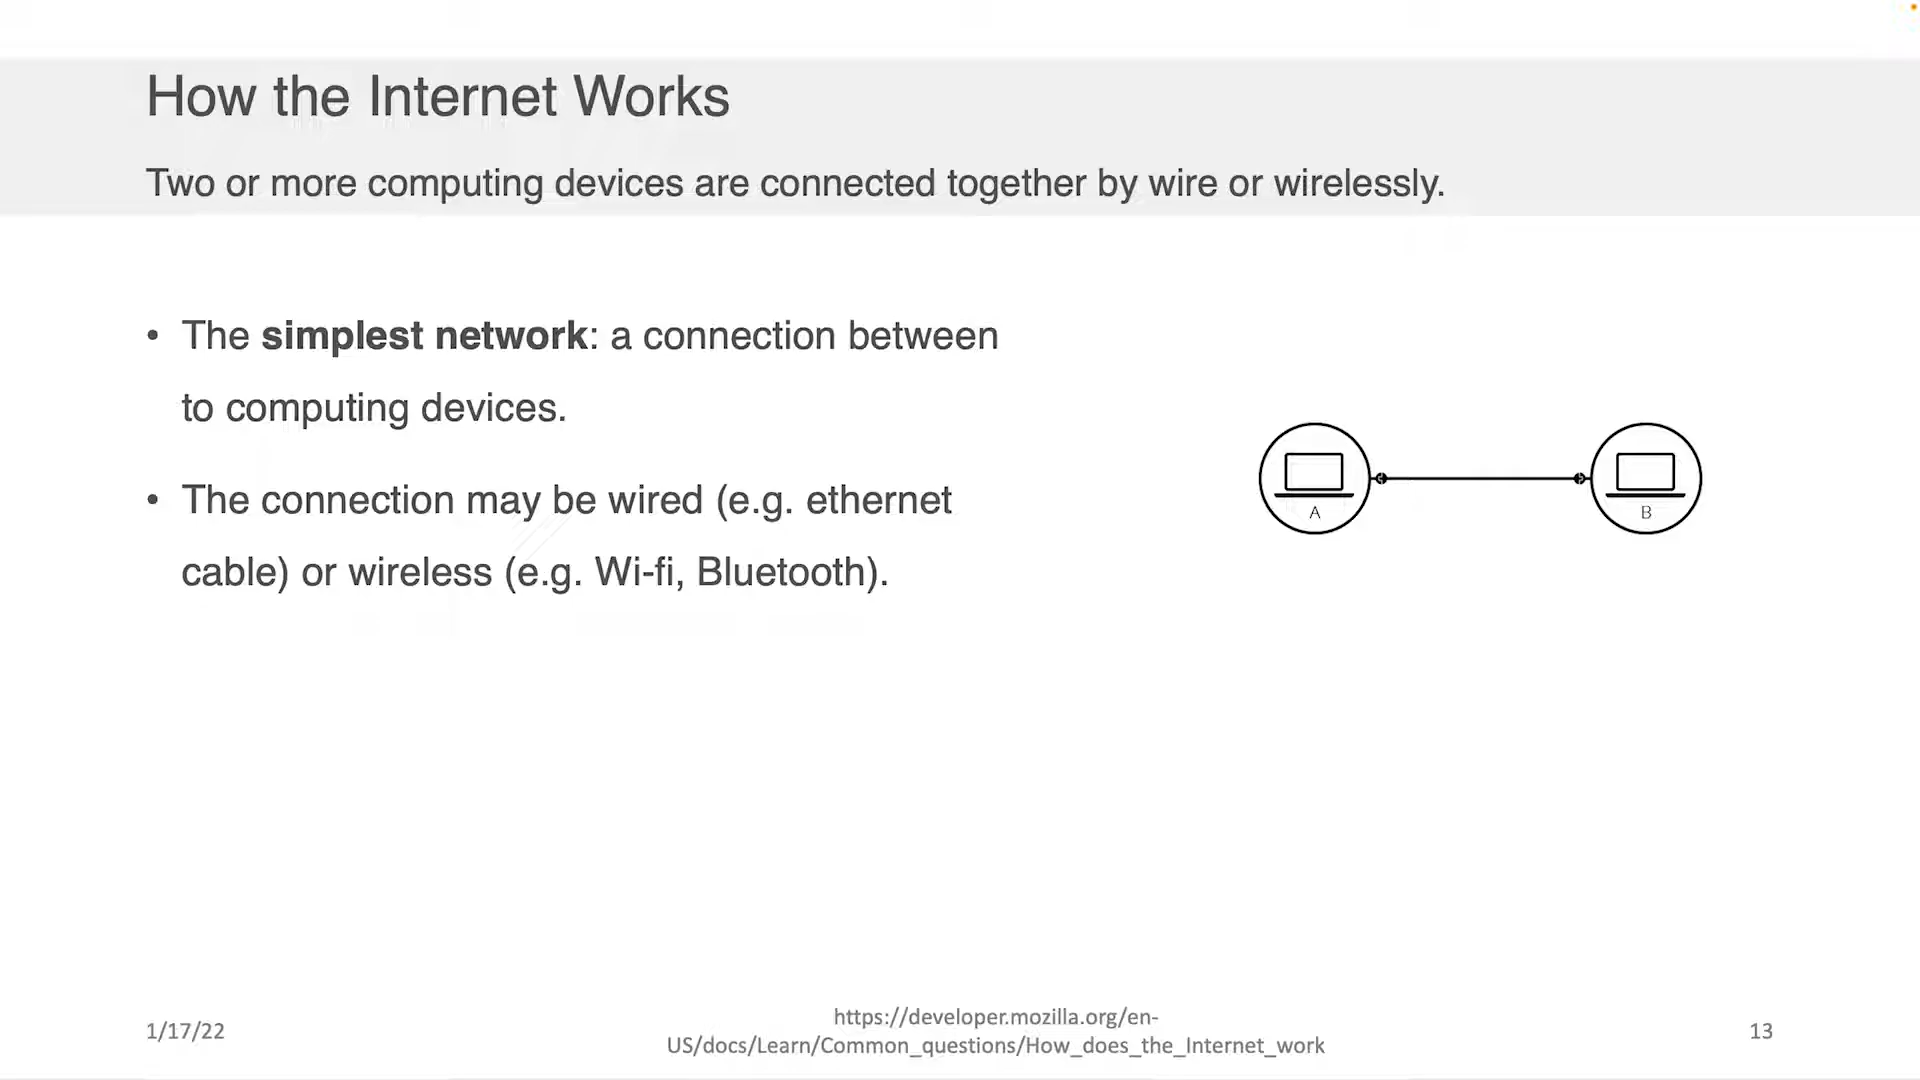 How the Internet Works
Two or more computing devices are connected together by wire or wirelessly.
• The simplest network: a connection between
to computing devices.
• The connection may be wired (e.g. ethernet
cable) or wireless (e.g. Wi-fi, Bluetooth).
A
B
1/17/22
https://developer.mozilla.org/en-
US/docs/Learn/Common_questions/How_does_the_Internet_work
13